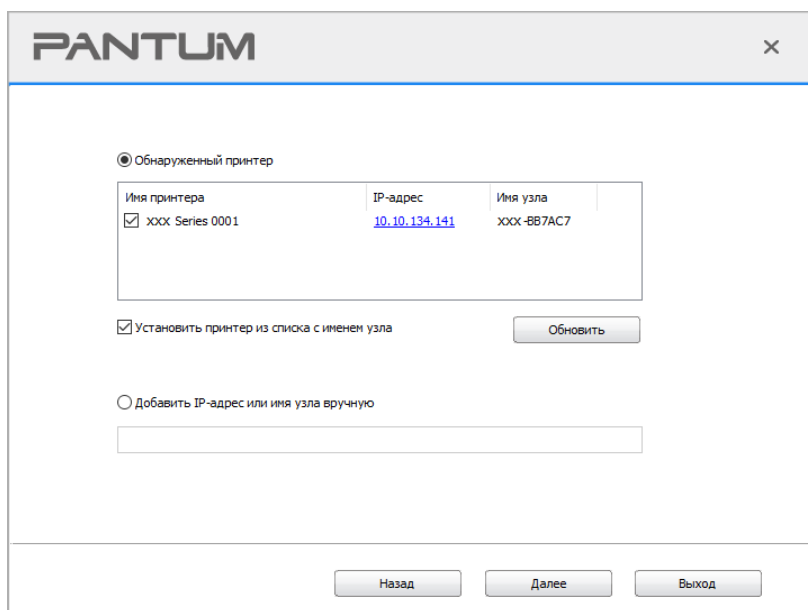 PANTUM
Обнаруженный принтер
Имя принтера IP-адрес Имя узла
XXX Series 0001 10.10.134.141 XXX-BB7AC7
Установить принтер из списка с именем узла Обновить
Добавить IP-адрес или имя узла вручную
Назад Далее Выход